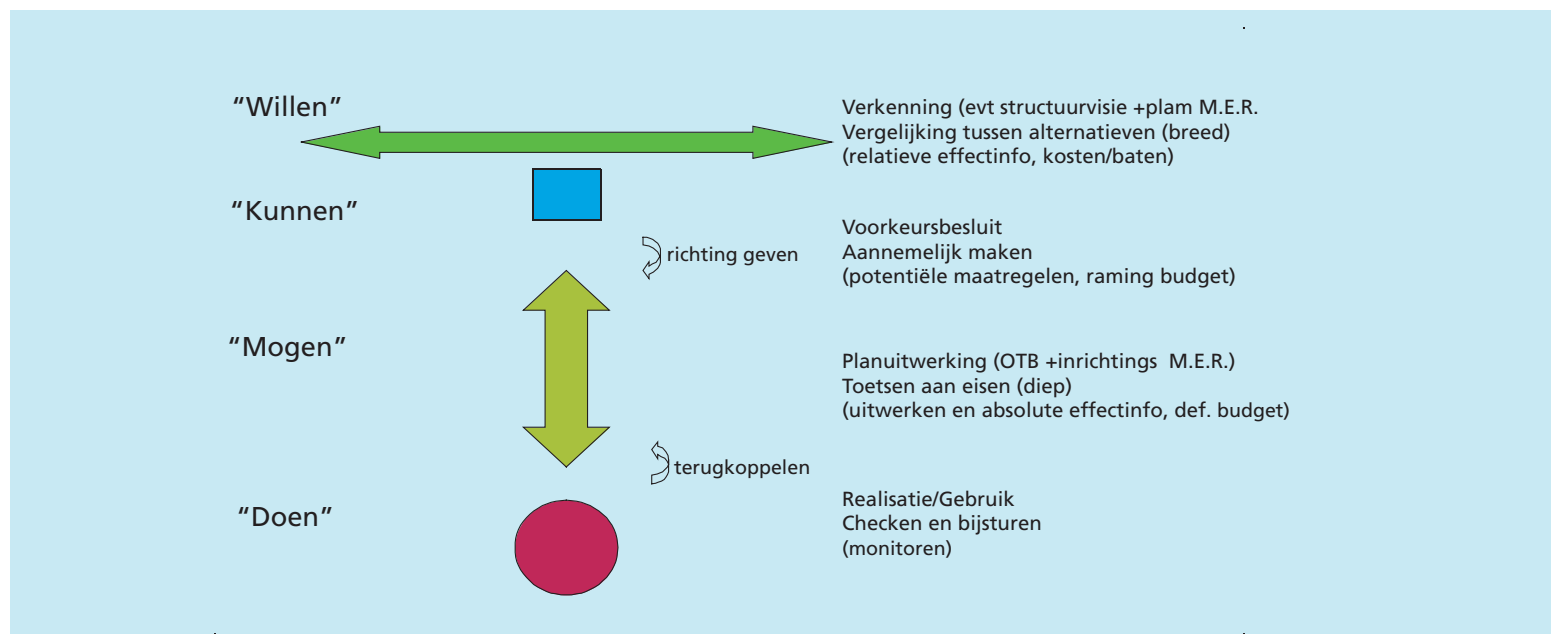 “Willen”
Verkenning (evt structuurvisie +plam M.E.R.
Vergelijking tussen alternatieven (breed)
(relatieve effectinfo, kosten/baten)
“Kunnen”
Voorkeursbesluit
Aannemelijk maken
(potentiële maatregelen, raming budget)
richting geven
“Mogen”
Planuitwerking (OTB +inrichtings M.E.R.)
Toetsen aan eisen (diep)
(uitwerken en absolute effectinfo, def. budget)
terugkoppelen
“Doen”
Realisatie/Gebruik
Checken en bijsturen
(monitoren)